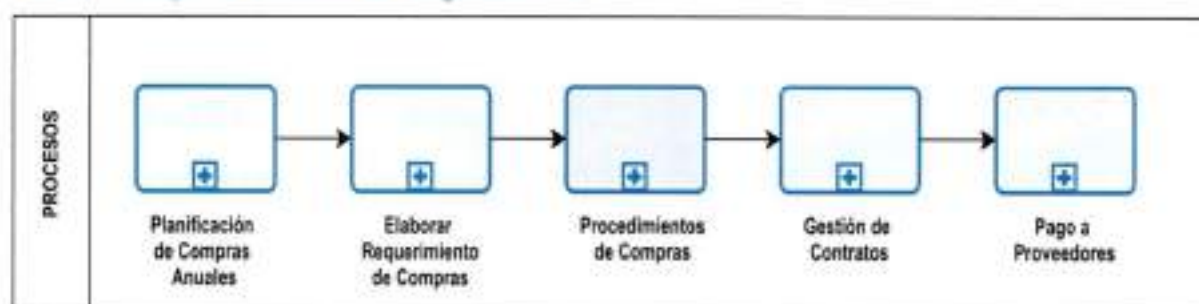 PROCESOS
Planificación
de Compras
Anuales
Elaborar
Requerimiento
de Compras
Procedimientos
de Compras
Gestión de
Contratos
Pago a
Proveedores